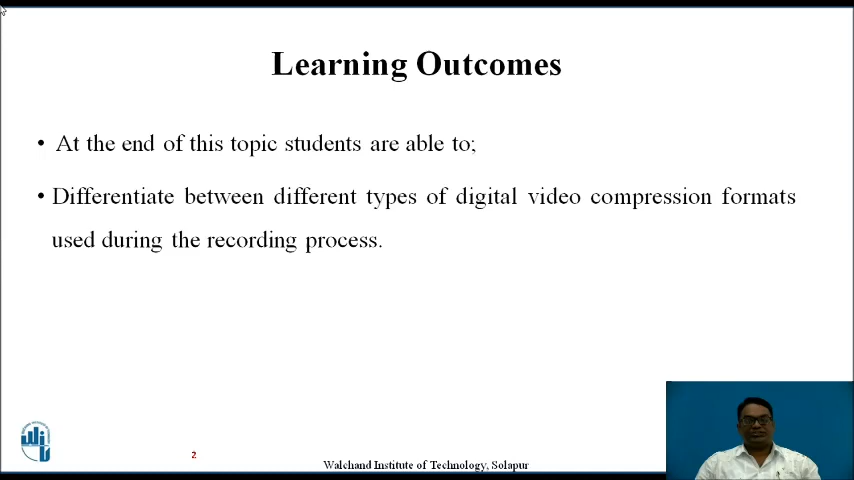 Learning Outcomes
• At the end of this topic students are able to;
• Differentiate between different types of digital video compression formats
used during the recording process.
2
Walchand Institute of Technology, Solapur